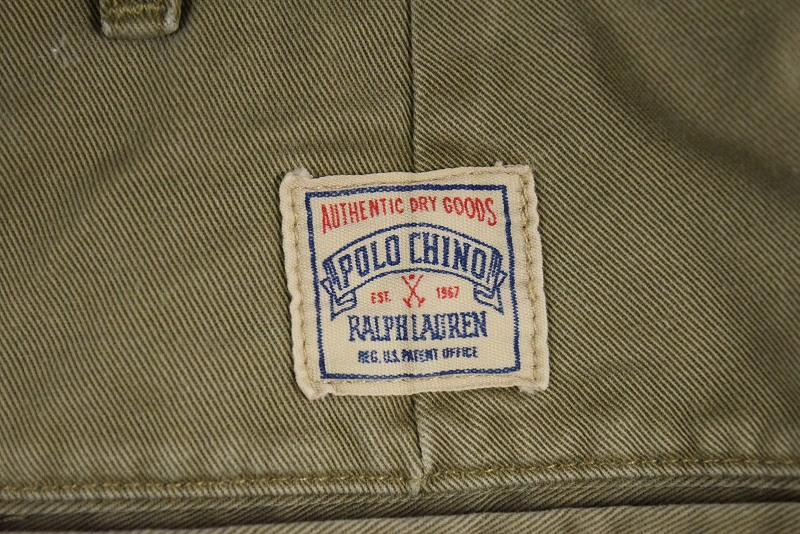 AUTHENTIC DRY GOODS
POLO CHINO
EST. 1967
RALPH LAUREN
REG. U.S. PATENT OFFICE